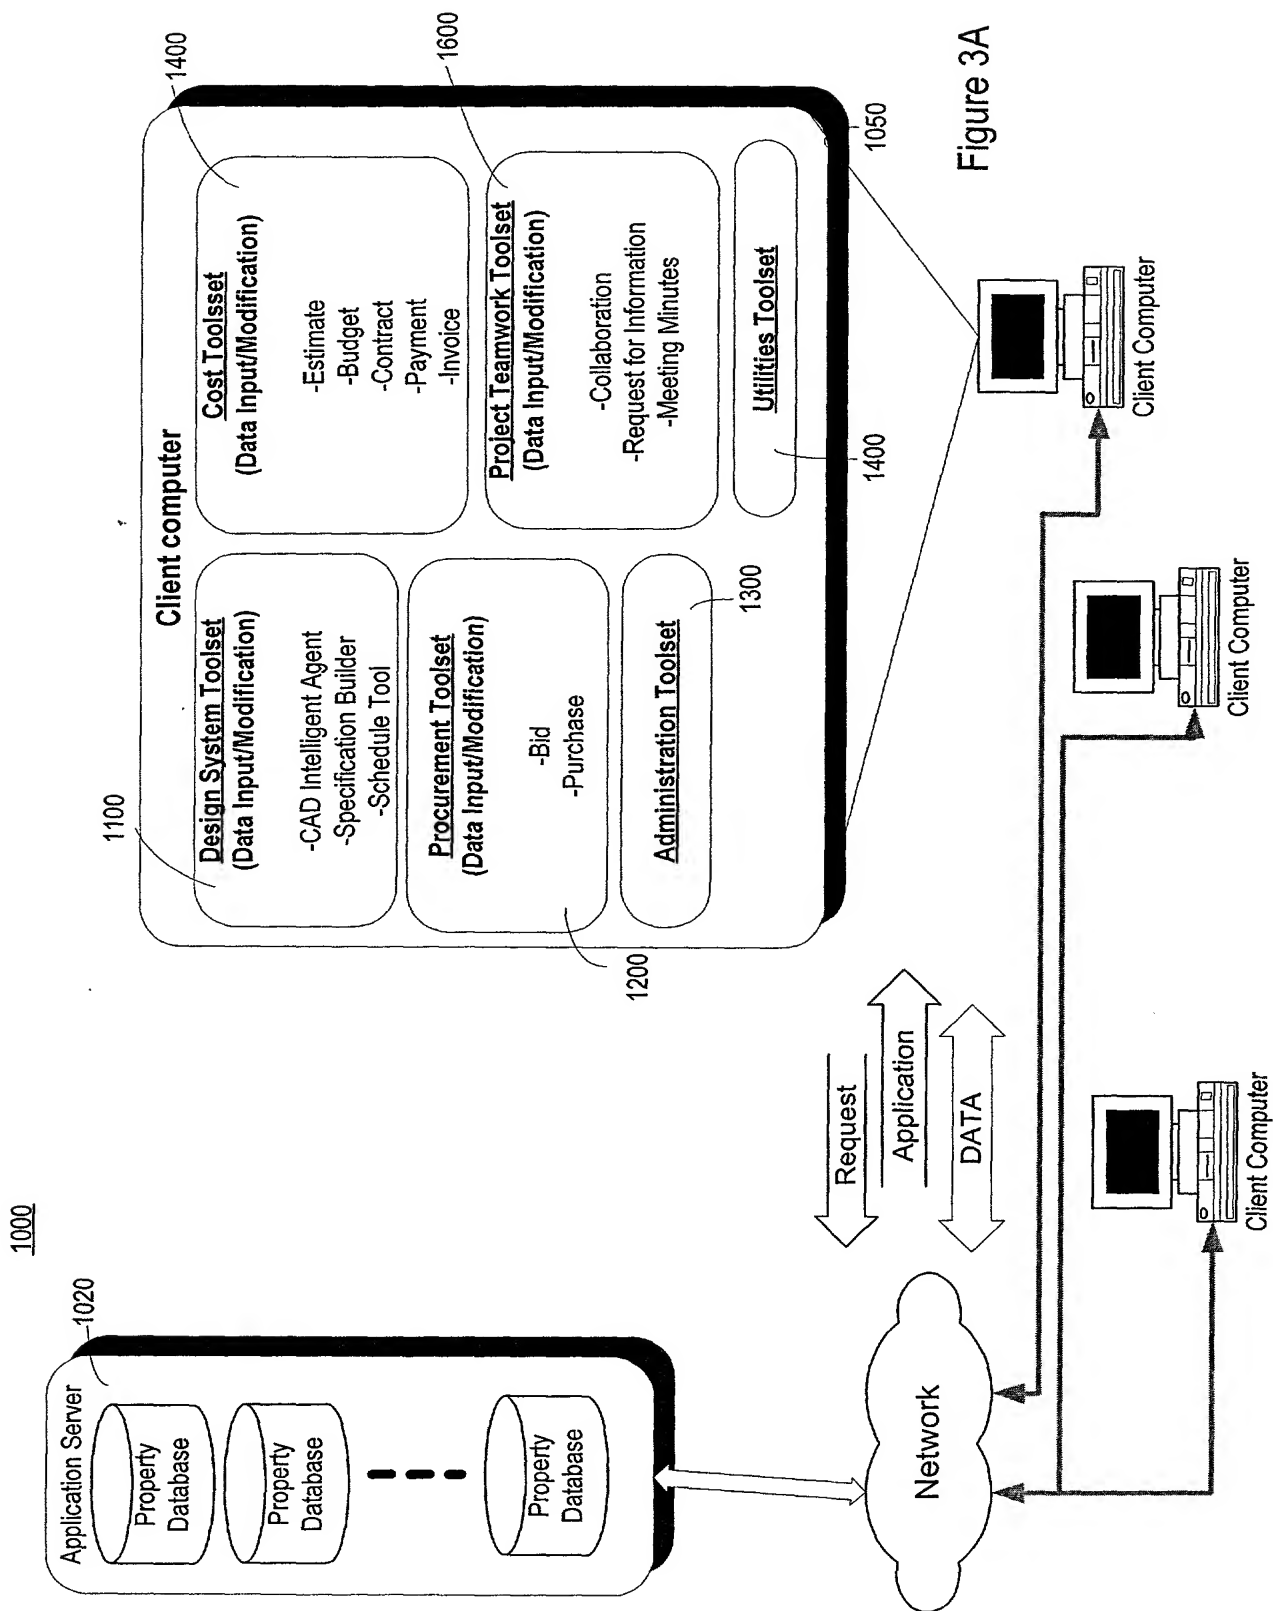 1000
Application Server
1020
Property
Database
Property
Database
Property
Database
Network
Request
Application
DATA
Client computer
1100
Design System Toolset
(Data Input/Modification)
-CAD Intelligent Agent
-Specification Builder
-Schedule Tool
1400
Cost Toolsset
(Data Input/Modification)
-Estimate
-Budget
-Contract
-Payment
-Invoice
Procurement Toolset
(Data Input/Modification)
-Bid
-Purchase
1200
1600
Project Teamwork Toolset
(Data Input/Modification)
-Collaboration
-Request for Information
-Meeting Minutes
Administration Toolset
1300
Utilities Toolset
1400
1050
Client Computer
Client Computer
Client Computer
Figure 3A